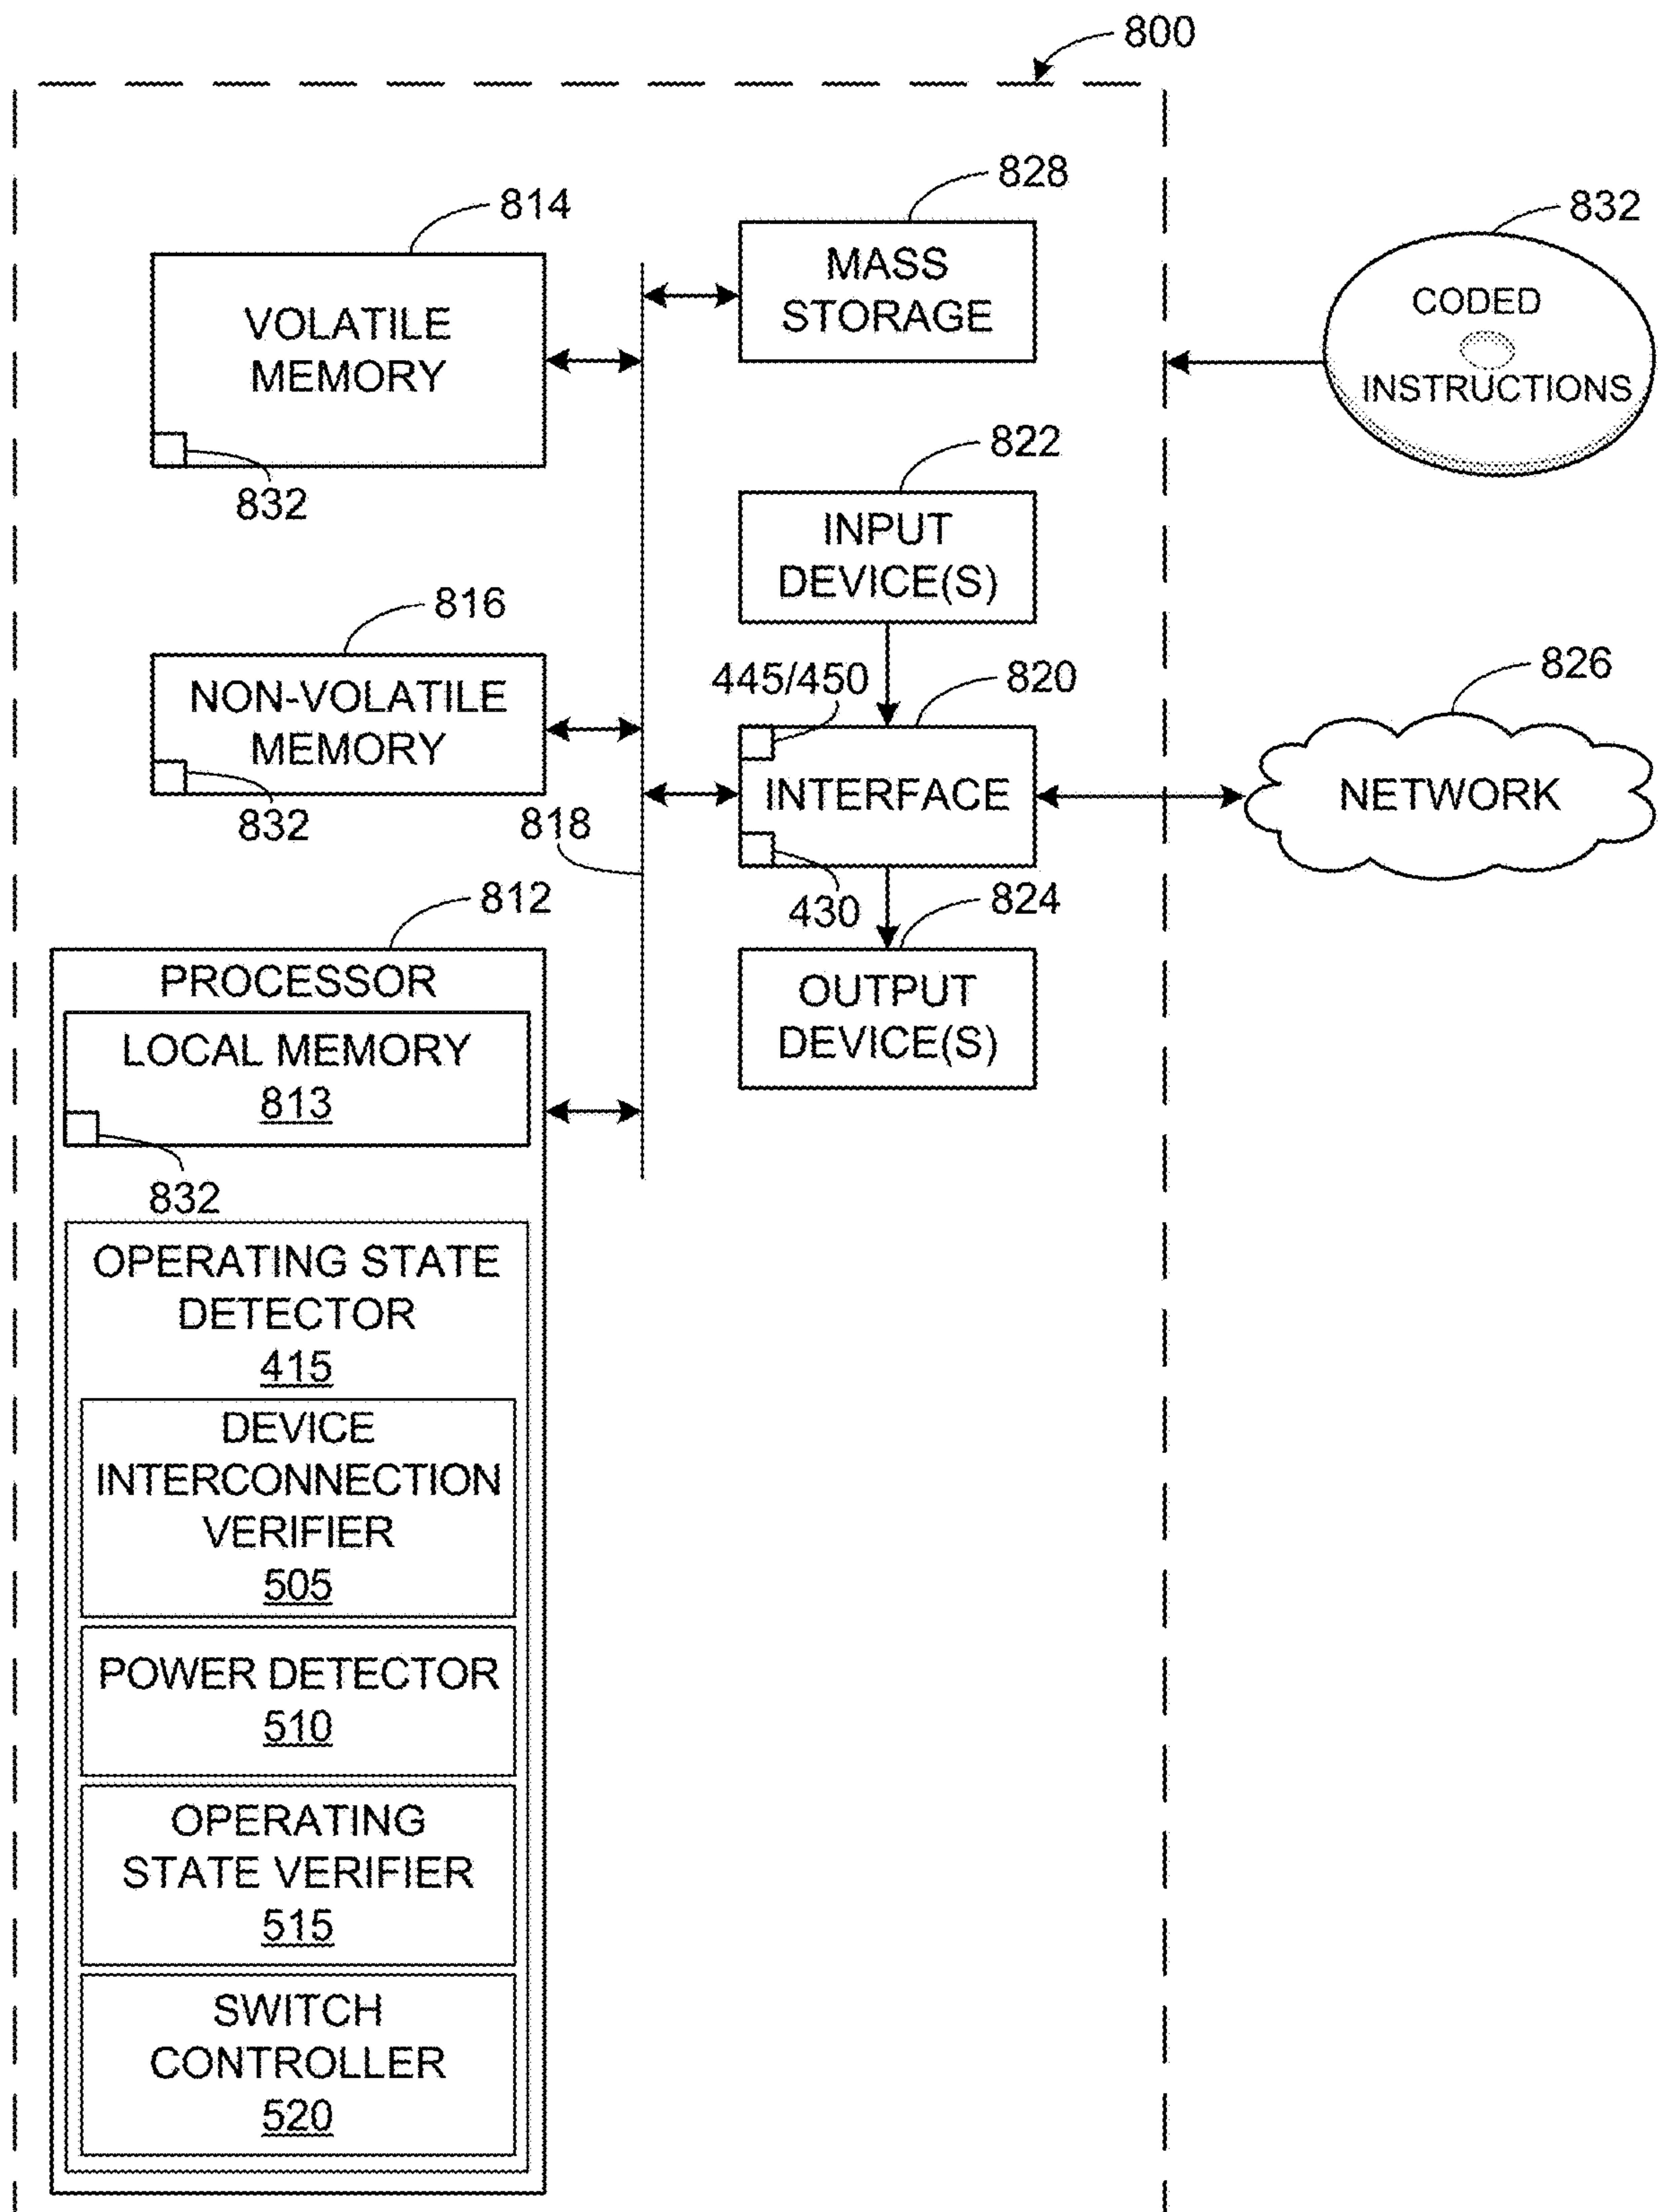 800
814
VOLATILE
MEMORY
832
828
MASS
STORAGE
832
CODED
INSTRUCTIONS
822
INPUT
DEVICE(S)
816
NON-VOLATILE
MEMORY
832
818
445/450
820
INTERFACE
430
826
NETWORK
824
OUTPUT
DEVICE(S)
812
PROCESSOR
LOCAL MEMORY
813
832
OPERATING STATE
DETECTOR
415
DEVICE
INTERCONNECTION
VERIFIER
505
POWER DETECTOR
510
OPERATING
STATE VERIFIER
515
SWITCH
CONTROLLER
520